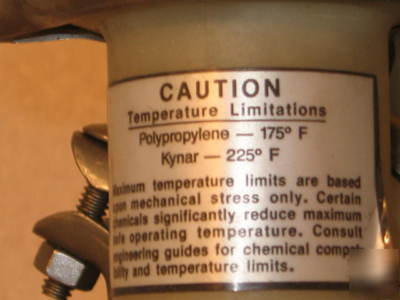 CAUTION
Temperature Limitations
Polypropylene — 175° F
Kynar — 225° F
Maximum temperature limits are based
upon mechanical stress only. Certain
chemicals significantly reduce maximum
safe operating temperature. Consult
engineering guides for chemical compat-
ibility and temperature limits.